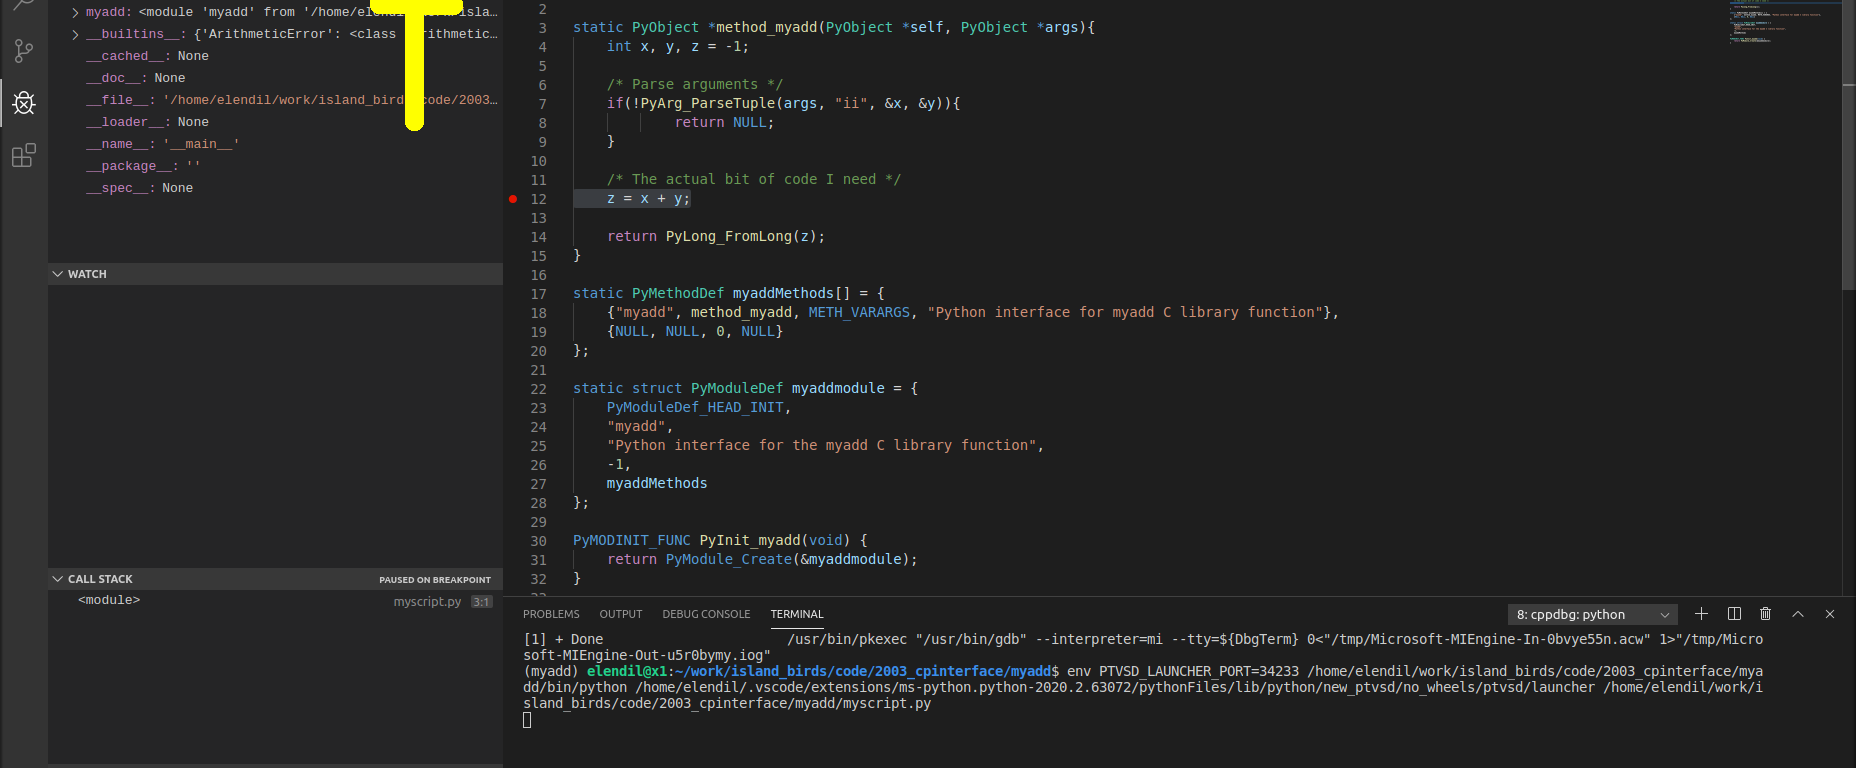 myadd: <module 'myadd' from '/home/elendil work isla...
__builtins__: {'ArithmeticError': <class rithmetic...
__cached__: None
__doc__: None
__file__: '/home/elendil/work/island_bird code/2003...
__loader__: None
__name__: '__main__'
__package__: ''
__spec__: None
WATCH
CALL STACK PAUSED ON BREAKPOINT
<module> myscript.py 3:1
2
3 static PyObject *method_myadd(PyObject *self, PyObject *args){
4 int x, y, z = -1;
5
6 /* Parse arguments */
7 if(!PyArg_ParseTuple(args, "ii", &x, &y)){
8 return NULL;
9 }
10
11 /* The actual bit of code I need */
12 z = x + y;
13
14 return PyLong_FromLong(z);
15 }
16
17 static PyMethodDef myaddMethods[] = {
18 {"myadd", method_myadd, METH_VARARGS, "Python interface for myadd C library function"},
19 {NULL, NULL, 0, NULL}
20 };
21
22 static struct PyModuleDef myaddmodule = {
23 PyModuleDef_HEAD_INIT,
24 "myadd",
25 "Python interface for the myadd C library function",
26 -1,
27 myaddMethods
28 };
29
30 PyMODINIT_FUNC PyInit_myadd(void) {
31 return PyModule_Create(&myaddmodule);
32 }
PROBLEMS OUTPUT DEBUG CONSOLE TERMINAL 8: cppdbg: python
[1] + Done /usr/bin/pkexec "/usr/bin/gdb" --interpreter=mi --tty=${DbgTerm} 0<"/tmp/Microsoft-MIEngine-In-0bvye55n.acw" 1>"/tmp/Micro
soft-MIEngine-Out-u5r0bymy.iog"
(myadd) elendil@x1:~/work/island_birds/code/2003_cpinterface/myadd$ env PTVSD_LAUNCHER_PORT=34233 /home/elendil/work/island_birds/code/2003_cpinterface/mya
dd/bin/python /home/elendil/.vscode/extensions/ms-python.python-2020.2.63072/pythonFiles/lib/python/new_ptvsd/no_wheels/ptvsd/launcher /home/elendil/work/i
sland_birds/code/2003_cpinterface/myadd/myscript.py